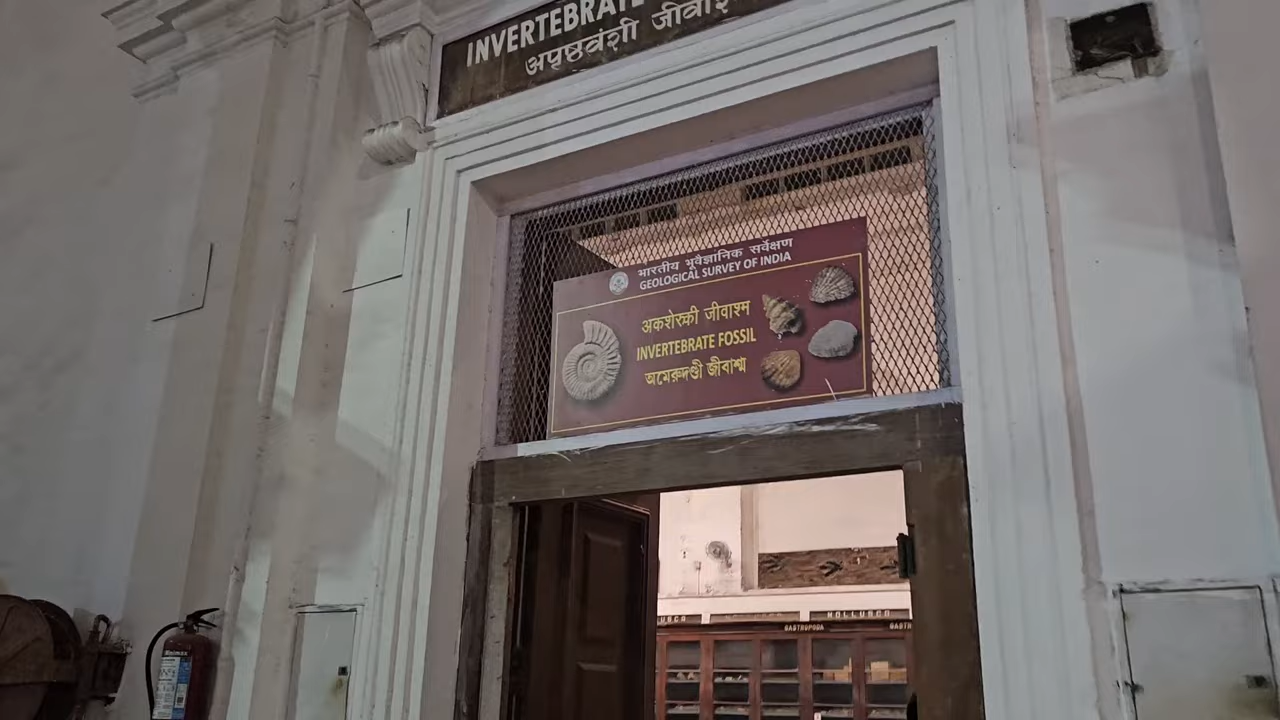 INVERTEBRATE
अपृष्ठवंशी
भारतीय भूवैज्ञानिक सर्वेक्षण
GEOLOGICAL SURVEY OF INDIA
अकशेरुकी जीवाश्म
INVERTEBRATE FOSSIL
অমেরুদণ্ডী জীবাশ্ম
MOLLUSCA
GASTROPODA